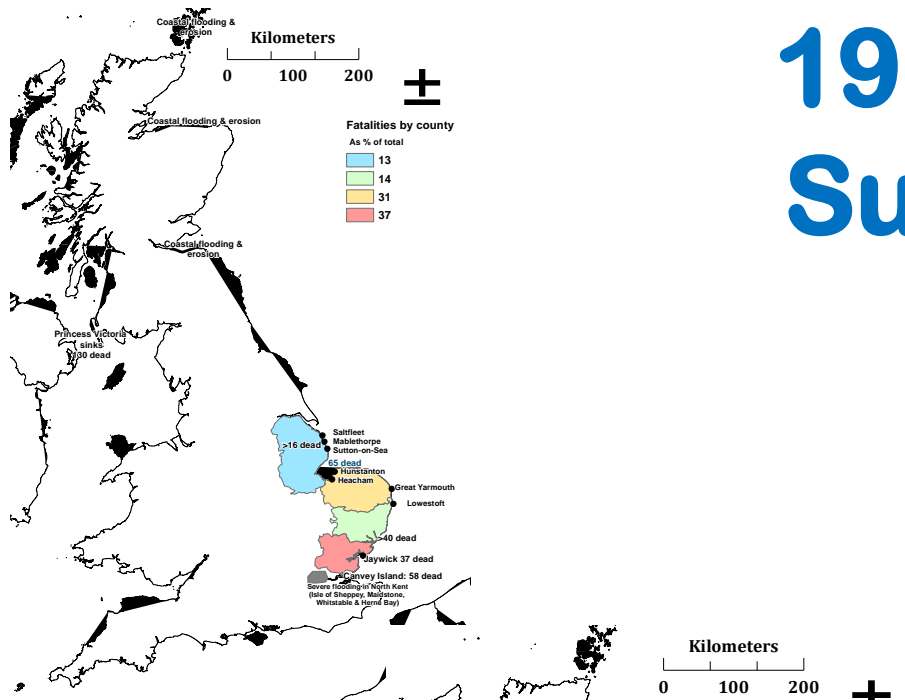 Coastal flooding &
erosion
Kilometers
0 100 200
±
19
Su
Coastal flooding & erosion
Fatalities by county
As % of total
13
14
31
37
Coastal flooding &
erosion
Princess Victoria
sinks
130 dead
Saltfleet
Mablethorpe
Sutton-on-Sea
>16 dead
65 dead
Hunstanton
Heacham
Great Yarmouth
Lowestoft
>40 dead
Jaywick 37 dead
Canvey Island: 58 dead
Severe flooding in North Kent
(Isle of Sheppey, Maidstone,
Whitstable & Herne Bay)
Kilometers
0 100 200